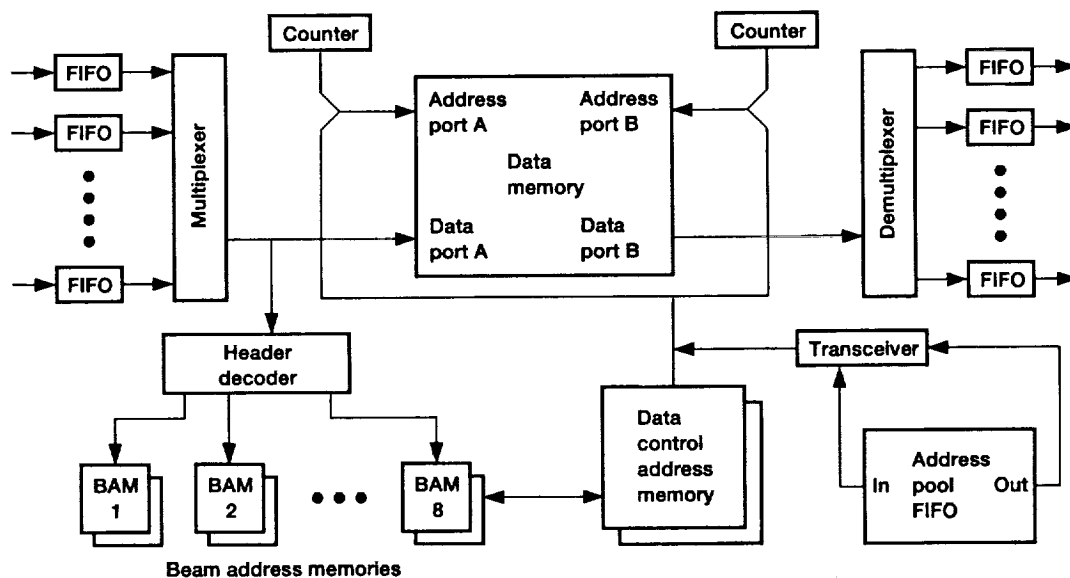 Counter
Counter
FIFO
FIFO
FIFO
Multiplexer
Address
port A
Address
port B
Data
memory
Data
port A
Data
port B
Demultiplexer
FIFO
FIFO
FIFO
Header
decoder
Transceiver
Data
control
address
memory
Address
pool
FIFO
In
Out
BAM
1
BAM
2
BAM
8
Beam address memories